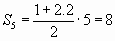 S₅ = (1 + 2.2)/2 · 5 = 8